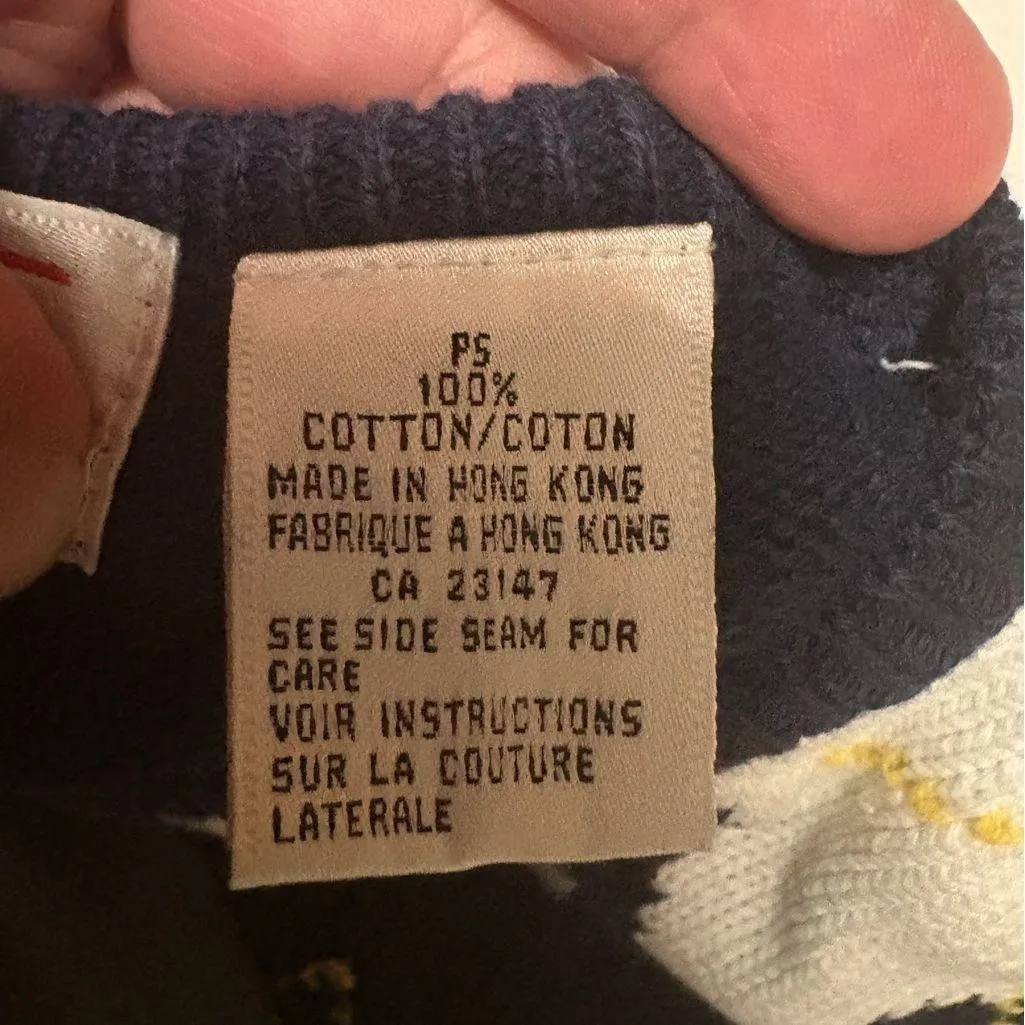 PS
100%
COTTON/COTON
MADE IN HONG KONG
FABRIQUE A HONG KONG
CA 23147
SEE SIDE SEAM FOR
CARE
VOIR INSTRUCTIONS
SUR LA COUTURE
LATERALE